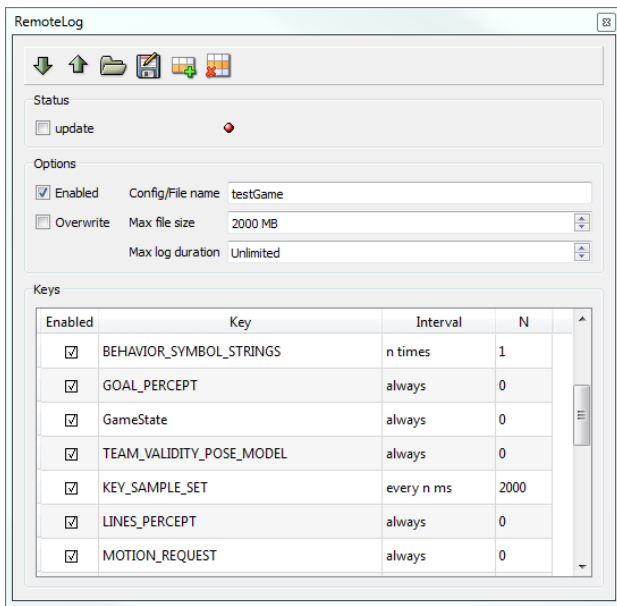 RemoteLog
Status
update
Options
Enabled Config/File name testGame
Overwrite Max file size 2000 MB
Max log duration Unlimited
Keys
Enabled Key Interval N
BEHAVIOR_SYMBOL_STRINGS n times 1
GOAL_PERCEPT always 0
GameState always 0
TEAM_VALIDITY_POSE_MODEL always 0
KEY_SAMPLE_SET every n ms 2000
LINES_PERCEPT always 0
MOTION_REQUEST always 0